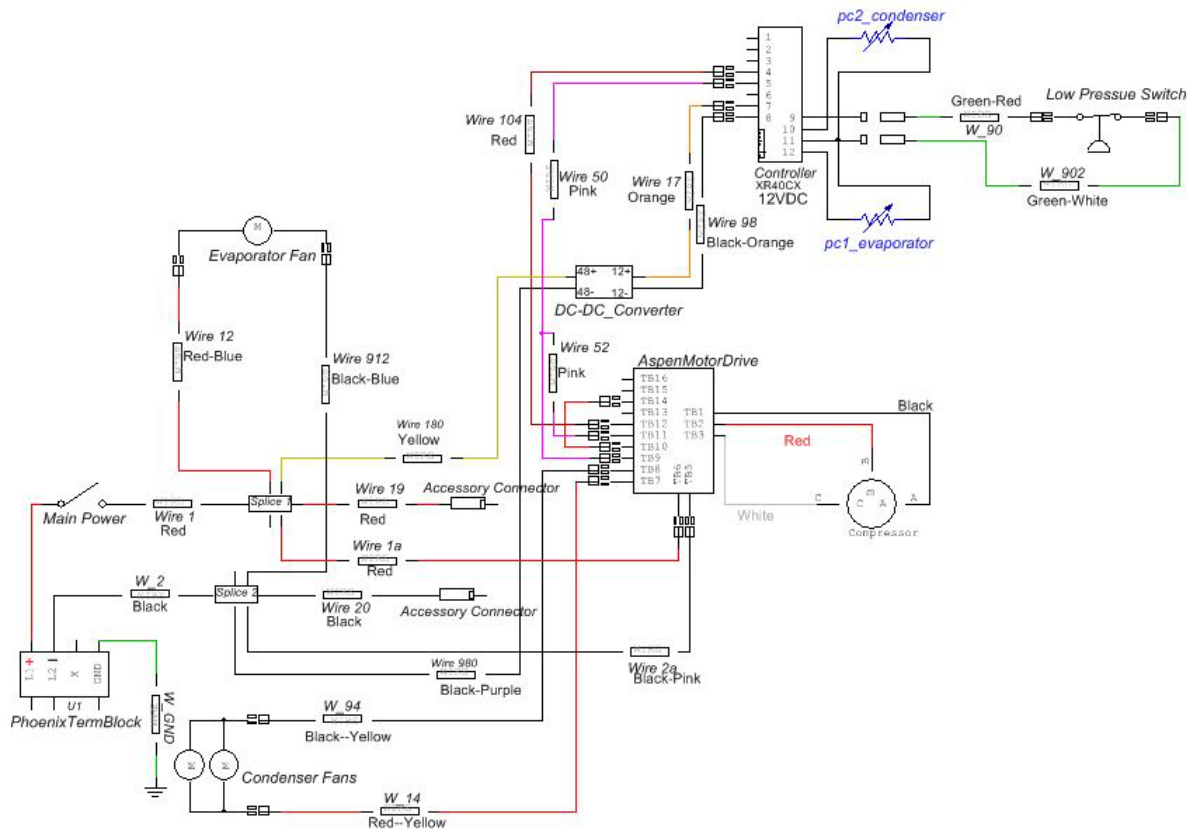 pc2_condenser
1
2
3
4
5
6
7
8
9
10
11
12
Controller
XR40CX
12VDC
Green-Red
W_90
Low Pressue Switch
W_902
Green-White
pc1_evaporator
Wire 104
Red
Wire 50
Pink
Wire 17
Orange
Wire 98
Black-Orange
M
Evaporator Fan
48+ 12+
48- 12-
DC-DC_Converter
Wire 12
Red-Blue
Wire 912
Black-Blue
Wire 52
Pink
AspenMotorDrive
TB16
TB15
TB14
TB13
TB12
TB11
TB10
TB9
TB8
TB7
TB1
TB2
TB3
TB6
TB5
Black
Red
White
B
C
A
B
C A
Compressor
Wire 180
Yellow
Main Power
Wire 1
Red
Splice 1
Wire 19
Red
Accessory Connector
Wire 1a
Red
W_2
Black
Splice 2
Wire 20
Black
Accessory Connector
L1 +
L2 -
X
GND
U1
PhoenixTermBlock
W_GND
Wire 980
Black-Purple
Wire 2a
Black-Pink
W_94
Black--Yellow
M
M
Condenser Fans
W_14
Red--Yellow